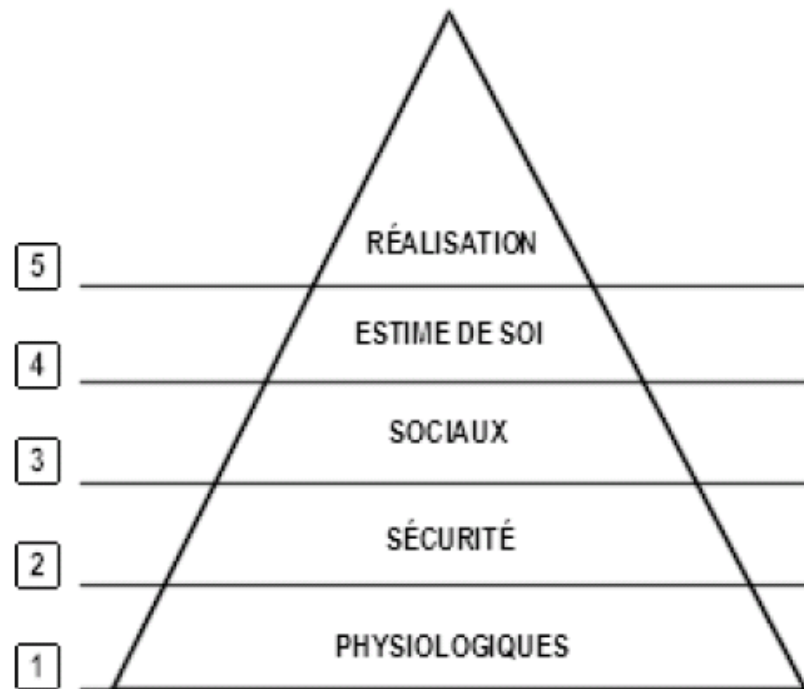 5
RÉALISATION
ESTIME DE SOI
4
SOCIAUX
3
SÉCURITÉ
2
PHYSIOLOGIQUES
1